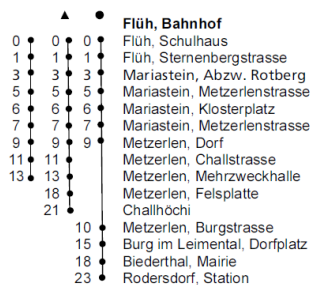 Flüh, Bahnhof
0 0 0 Flüh, Schulhaus
1 1 1 Flüh, Sternenbergstrasse
3 3 3 Mariastein, Abzw. Rotberg
5 5 5 Mariastein, Metzerlenstrasse
6 6 6 Mariastein, Klosterplatz
7 7 7 Mariastein, Metzerlenstrasse
9 9 9 Metzerlen, Dorf
11 11 Metzerlen, Challstrasse
13 13 Metzerlen, Mehrzweckhalle
18 Metzerlen, Felsplatte
21 Challhöchi
10 Metzerlen, Burgstrasse
15 Burg im Leimental, Dorfplatz
18 Biederthal, Mairie
23 Rodersdorf, Station